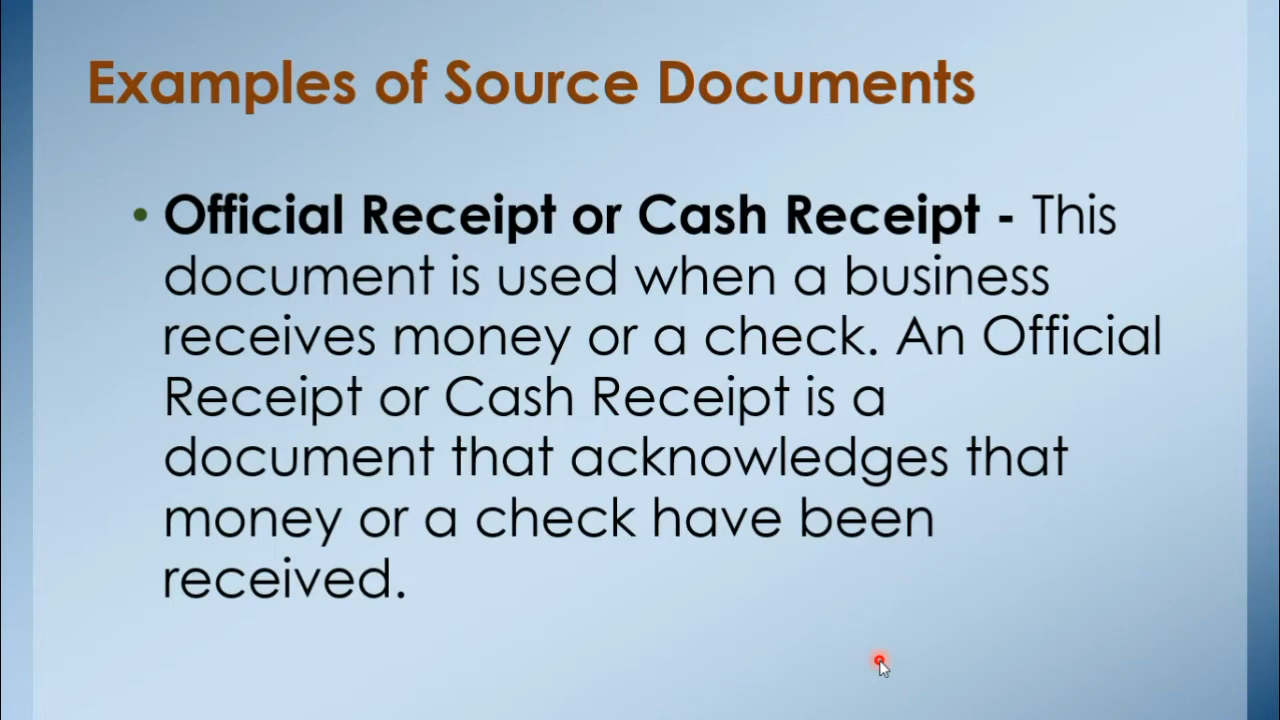 Examples of Source Documents
• Official Receipt or Cash Receipt - This
document is used when a business
receives money or a check. An Official
Receipt or Cash Receipt is a
document that acknowledges that
money or a check have been
received.